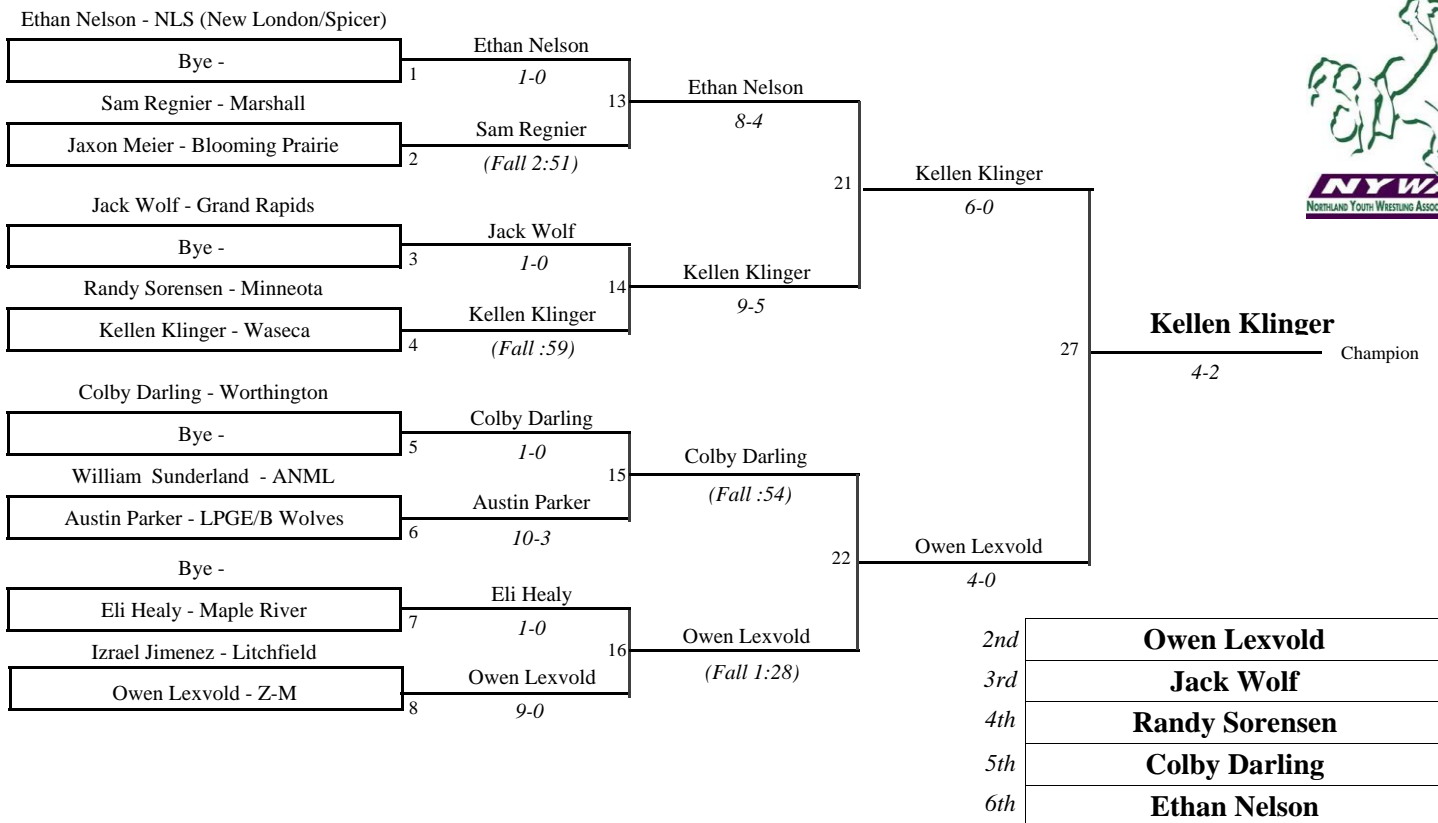 Ethan Nelson - NLS (New London/Spicer)
Bye -
1
Sam Regnier - Marshall
Jaxon Meier - Blooming Prairie
2
Jack Wolf - Grand Rapids
Bye -
3
Randy Sorensen - Minneota
Kellen Klinger - Waseca
4
Colby Darling - Worthington
Bye -
5
William Sunderland - ANML
Austin Parker - LPGE/B Wolves
6
Bye -
Eli Healy - Maple River
7
Izrael Jimenez - Litchfield
Owen Lexvold - Z-M
8
Ethan Nelson
1-0
13
Sam Regnier
(Fall 2:51)
Jack Wolf
1-0
14
Kellen Klinger
(Fall :59)
Colby Darling
1-0
15
Austin Parker
10-3
Eli Healy
1-0
16
Owen Lexvold
9-0
Ethan Nelson
8-4
21
Kellen Klinger
9-5
Colby Darling
(Fall :54)
22
Owen Lexvold
(Fall 1:28)
Kellen Klinger
6-0
27
Owen Lexvold
4-0
Kellen Klinger
Champion
4-2
NYW
NORTHLAND YOUTH WRESTLING
2nd Owen Lexvold
3rd Jack Wolf
4th Randy Sorensen
5th Colby Darling
6th Ethan Nelson